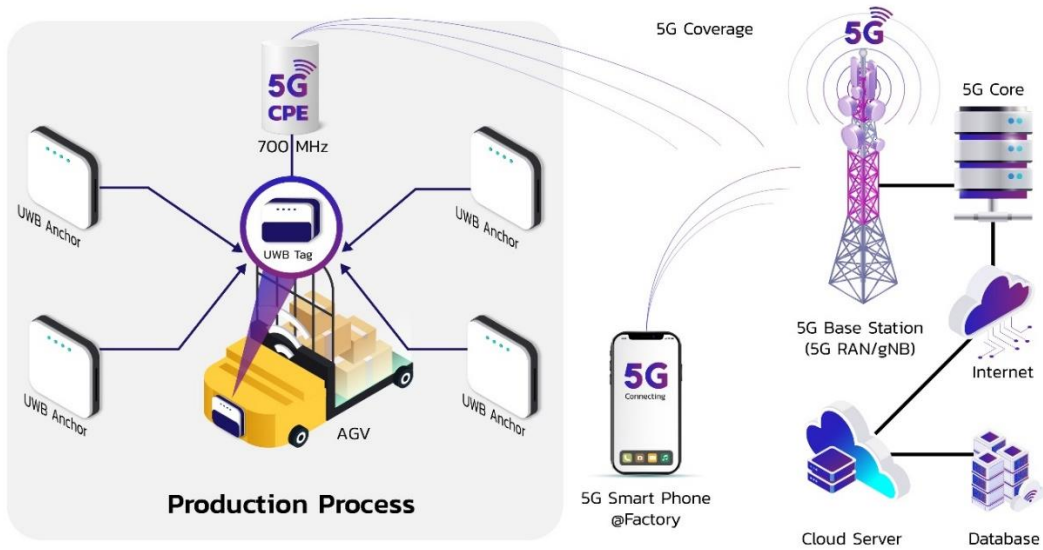 5G
CPE
700 MHz
UWB Anchor
UWB Anchor
UWB Tag
UWB Anchor
UWB Anchor
AGV
Production Process
5G Coverage
5G
5G Core
5G Base Station
(5G RAN/gNB)
Internet
5G
Connecting
5G Smart Phone
@Factory
Cloud Server
Database